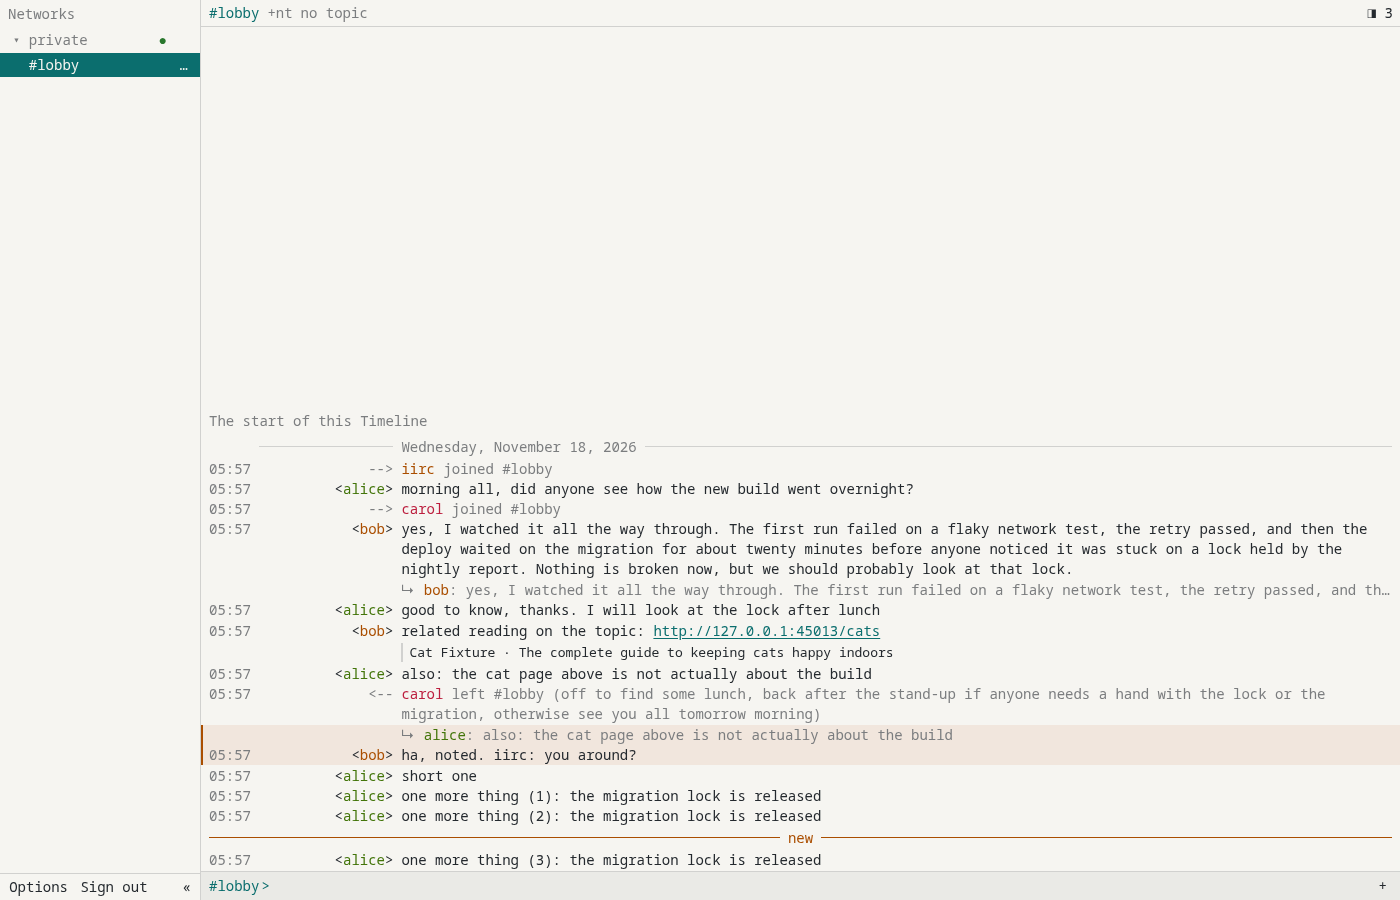 Networks
▾ private ●
#lobby …
#lobby +nt no topic ◨ 3
The start of this Timeline
Wednesday, November 18, 2026
05:57 --> iirc joined #lobby
05:57 <alice> morning all, did anyone see how the new build went overnight?
05:57 --> carol joined #lobby
05:57 <bob> yes, I watched it all the way through. The first run failed on a flaky network test, the retry passed, and then the
deploy waited on the migration for about twenty minutes before anyone noticed it was stuck on a lock held by the
nightly report. Nothing is broken now, but we should probably look at that lock.
↳ bob: yes, I watched it all the way through. The first run failed on a flaky network test, the retry passed, and th…
05:57 <alice> good to know, thanks. I will look at the lock after lunch
05:57 <bob> related reading on the topic: http://127.0.0.1:45013/cats
Cat Fixture · The complete guide to keeping cats happy indoors
05:57 <alice> also: the cat page above is not actually about the build
05:57 <-- carol left #lobby (off to find some lunch, back after the stand-up if anyone needs a hand with the lock or the
migration, otherwise see you all tomorrow morning)
↳ alice: also: the cat page above is not actually about the build
05:57 <bob> ha, noted. iirc: you around?
05:57 <alice> short one
05:57 <alice> one more thing (1): the migration lock is released
05:57 <alice> one more thing (2): the migration lock is released
new
05:57 <alice> one more thing (3): the migration lock is released
Options Sign out «
#lobby> +